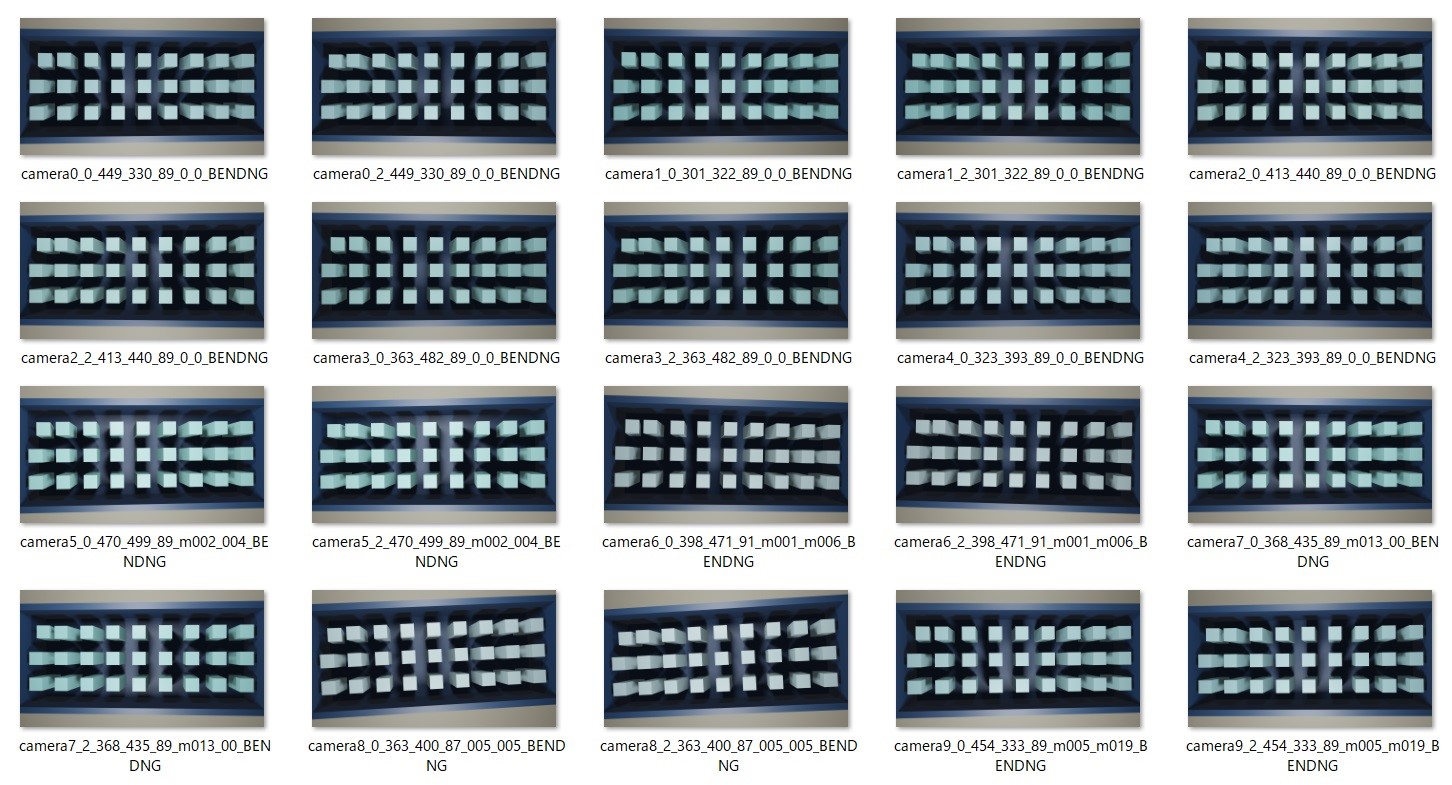 camera0_0_449_330_89_0_0_BENDNG
camera0_2_449_330_89_0_0_BENDNG
camera1_0_301_322_89_0_0_BENDNG
camera1_2_301_322_89_0_0_BENDNG
camera2_0_413_440_89_0_0_BENDNG
camera2_2_413_440_89_0_0_BENDNG
camera3_0_363_482_89_0_0_BENDNG
camera3_2_363_482_89_0_0_BENDNG
camera4_0_323_393_89_0_0_BENDNG
camera4_2_323_393_89_0_0_BENDNG
camera5_0_470_499_89_m002_004_BE
NDNG
camera5_2_470_499_89_m002_004_BE
NDNG
camera6_0_398_471_91_m001_m006_B
ENDNG
camera6_2_398_471_91_m001_m006_B
ENDNG
camera7_0_368_435_89_m013_00_BEN
DNG
camera7_2_368_435_89_m013_00_BEN
DNG
camera8_0_363_400_87_005_005_BEND
NG
camera8_2_363_400_87_005_005_BEND
NG
camera9_0_454_333_89_m005_m019_B
ENDNG
camera9_2_454_333_89_m005_m019_B
ENDNG